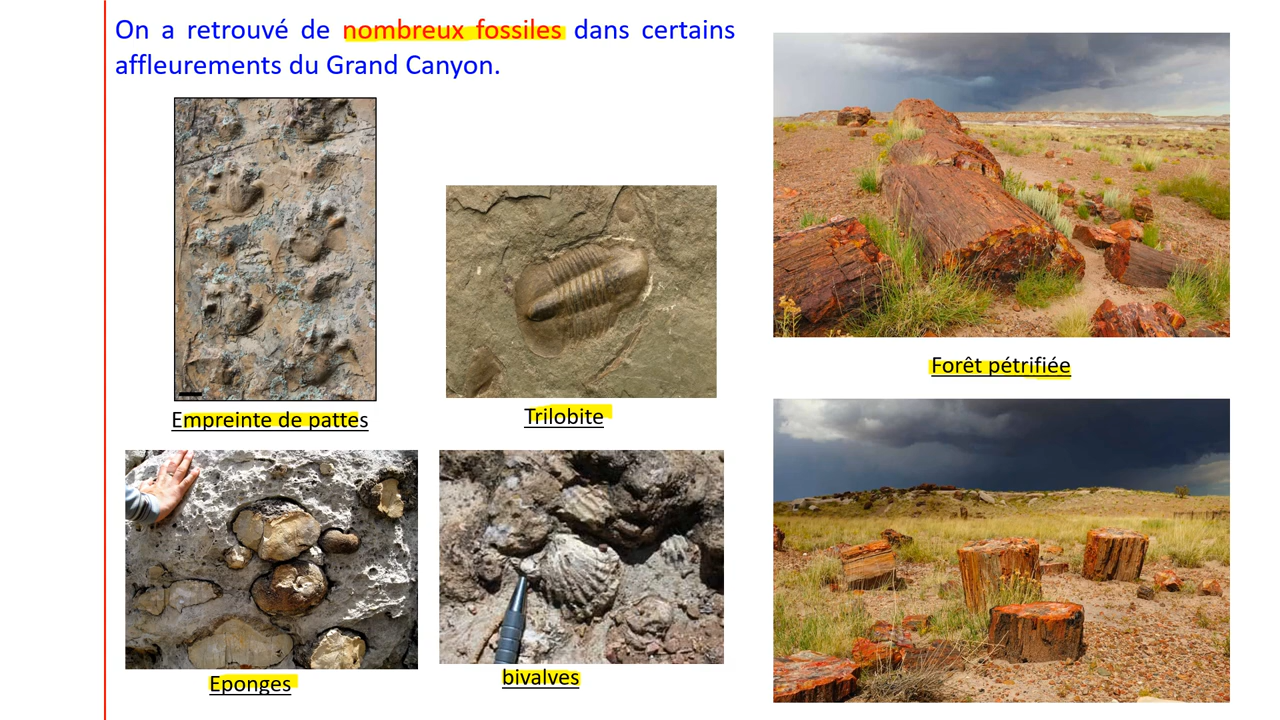 On a retrouvé de nombreux fossiles dans certains
affleurements du Grand Canyon.
Empreinte de pattes
Trilobite
Forêt pétrifiée
Eponges
bivalves